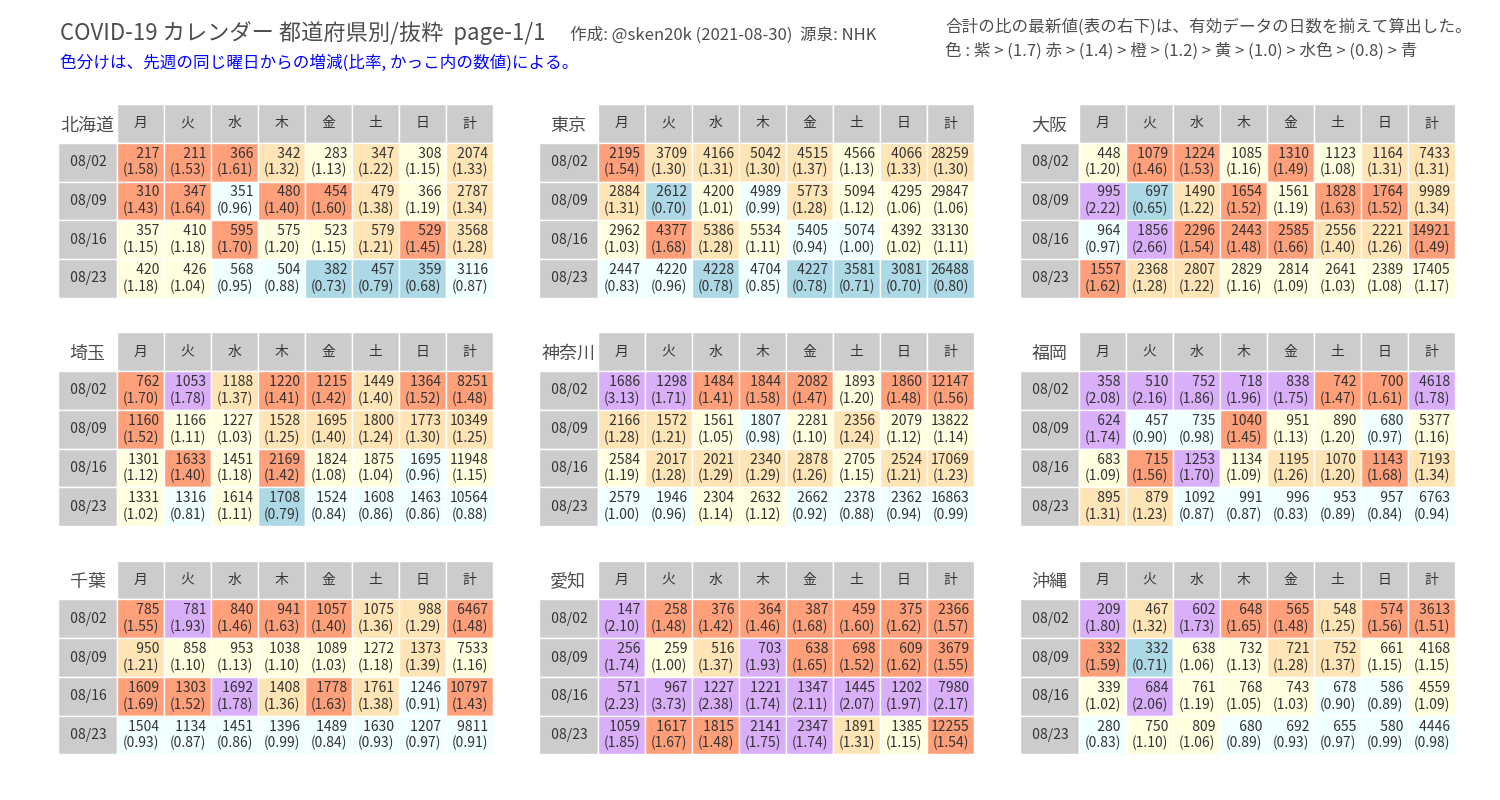 COVID-19 カレンダー 都道府県別/抜粋 page-1/1 作成: @sken20k (2021-08-30) 源泉: NHK
合計の比の最新値(表の右下)は、有効データの日数を揃えて算出した。
色分けは、先週の同じ曜日からの増減(比率, かっこ内の数値)による。
色 : 紫 > (1.7) 赤 > (1.4) > 橙 > (1.2) > 黄 > (1.0) > 水色 > (0.8) > 青
北海道 月 火 水 木 金 土 日 計
08/02 217 211 366 342 283 347 308 2074
(1.58) (1.53) (1.61) (1.32) (1.13) (1.22) (1.15) (1.33)
08/09 310 347 351 480 454 479 366 2787
(1.43) (1.64) (0.96) (1.40) (1.60) (1.38) (1.19) (1.34)
08/16 357 410 595 575 523 579 529 3568
(1.15) (1.18) (1.70) (1.20) (1.15) (1.21) (1.45) (1.28)
08/23 420 426 568 504 382 457 359 3116
(1.18) (1.04) (0.95) (0.88) (0.73) (0.79) (0.68) (0.87)
東京 月 火 水 木 金 土 日 計
08/02 2195 3709 4166 5042 4515 4566 4066 28259
(1.54) (1.30) (1.31) (1.30) (1.37) (1.13) (1.33) (1.30)
08/09 2884 2612 4200 4989 5773 5094 4295 29847
(1.31) (0.70) (1.01) (0.99) (1.28) (1.12) (1.06) (1.06)
08/16 2962 4377 5386 5534 5405 5074 4392 33130
(1.03) (1.68) (1.28) (1.11) (0.94) (1.00) (1.02) (1.11)
08/23 2447 4220 4228 4704 4227 3581 3081 26488
(0.83) (0.96) (0.78) (0.85) (0.78) (0.71) (0.70) (0.80)
大阪 月 火 水 木 金 土 日 計
08/02 448 1079 1224 1085 1310 1123 1164 7433
(1.20) (1.46) (1.53) (1.16) (1.49) (1.08) (1.31) (1.31)
08/09 995 697 1490 1654 1561 1828 1764 9989
(2.22) (0.65) (1.22) (1.52) (1.19) (1.63) (1.52) (1.34)
08/16 964 1856 2296 2443 2585 2556 2221 14921
(0.97) (2.66) (1.54) (1.48) (1.66) (1.40) (1.26) (1.49)
08/23 1557 2368 2807 2829 2814 2641 2389 17405
(1.62) (1.28) (1.22) (1.16) (1.09) (1.03) (1.08) (1.17)
埼玉 月 火 水 木 金 土 日 計
08/02 762 1053 1188 1220 1215 1449 1364 8251
(1.70) (1.78) (1.37) (1.41) (1.42) (1.40) (1.52) (1.48)
08/09 1160 1166 1227 1528 1695 1800 1773 10349
(1.52) (1.11) (1.03) (1.25) (1.40) (1.24) (1.30) (1.25)
08/16 1301 1633 1451 2169 1824 1875 1695 11948
(1.12) (1.40) (1.18) (1.42) (1.08) (1.04) (0.96) (1.15)
08/23 1331 1316 1614 1708 1524 1608 1463 10564
(1.02) (0.81) (1.11) (0.79) (0.84) (0.86) (0.86) (0.88)
神奈川 月 火 水 木 金 土 日 計
08/02 1686 1298 1484 1844 2082 1893 1860 12147
(3.13) (1.71) (1.41) (1.58) (1.47) (1.20) (1.48) (1.56)
08/09 2166 1572 1561 1807 2281 2356 2079 13822
(1.28) (1.21) (1.05) (0.98) (1.10) (1.24) (1.12) (1.14)
08/16 2584 2017 2021 2340 2878 2705 2524 17069
(1.19) (1.28) (1.29) (1.29) (1.26) (1.15) (1.21) (1.23)
08/23 2579 1946 2304 2632 2662 2378 2362 16863
(1.00) (0.96) (1.14) (1.12) (0.92) (0.88) (0.94) (0.99)
福岡 月 火 水 木 金 土 日 計
08/02 358 510 752 718 838 742 700 4618
(2.08) (2.16) (1.86) (1.96) (1.75) (1.47) (1.61) (1.78)
08/09 624 457 735 1040 951 890 680 5377
(1.74) (0.90) (0.98) (1.45) (1.13) (1.20) (0.97) (1.16)
08/16 683 715 1253 1134 1195 1070 1143 7193
(1.09) (1.56) (1.70) (1.09) (1.26) (1.20) (1.68) (1.34)
08/23 895 879 1092 991 996 953 957 6763
(1.31) (1.23) (0.87) (0.87) (0.83) (0.89) (0.84) (0.94)
千葉 月 火 水 木 金 土 日 計
08/02 785 781 840 941 1057 1075 988 6467
(1.55) (1.93) (1.46) (1.63) (1.40) (1.36) (1.29) (1.48)
08/09 950 858 953 1038 1089 1272 1373 7533
(1.21) (1.10) (1.13) (1.10) (1.03) (1.18) (1.39) (1.16)
08/16 1609 1303 1692 1408 1778 1761 1246 10797
(1.69) (1.52) (1.78) (1.36) (1.63) (1.38) (0.91) (1.43)
08/23 1504 1134 1451 1396 1489 1630 1207 9811
(0.93) (0.87) (0.86) (0.99) (0.84) (0.93) (0.97) (0.91)
愛知 月 火 水 木 金 土 日 計
08/02 147 258 376 364 387 459 375 2366
(2.10) (1.48) (1.42) (1.46) (1.68) (1.60) (1.62) (1.57)
08/09 256 259 516 703 638 698 609 3679
(1.74) (1.00) (1.37) (1.93) (1.65) (1.52) (1.62) (1.55)
08/16 571 967 1227 1221 1347 1445 1202 7980
(2.23) (3.73) (2.38) (1.74) (2.11) (2.07) (1.97) (2.17)
08/23 1059 1617 1815 2141 2347 1891 1385 12255
(1.85) (1.67) (1.48) (1.75) (1.74) (1.31) (1.15) (1.54)
沖縄 月 火 水 木 金 土 日 計
08/02 209 467 602 648 565 548 574 3613
(1.80) (1.32) (1.73) (1.65) (1.48) (1.25) (1.56) (1.51)
08/09 332 332 638 732 721 752 661 4168
(1.59) (0.71) (1.06) (1.13) (1.28) (1.37) (1.15) (1.15)
08/16 339 684 761 768 743 678 586 4559
(1.02) (2.06) (1.19) (1.05) (1.03) (0.90) (0.89) (1.09)
08/23 280 750 809 680 692 655 580 4446
(0.83) (1.10) (1.06) (0.89) (0.93) (0.97) (0.99) (0.98)